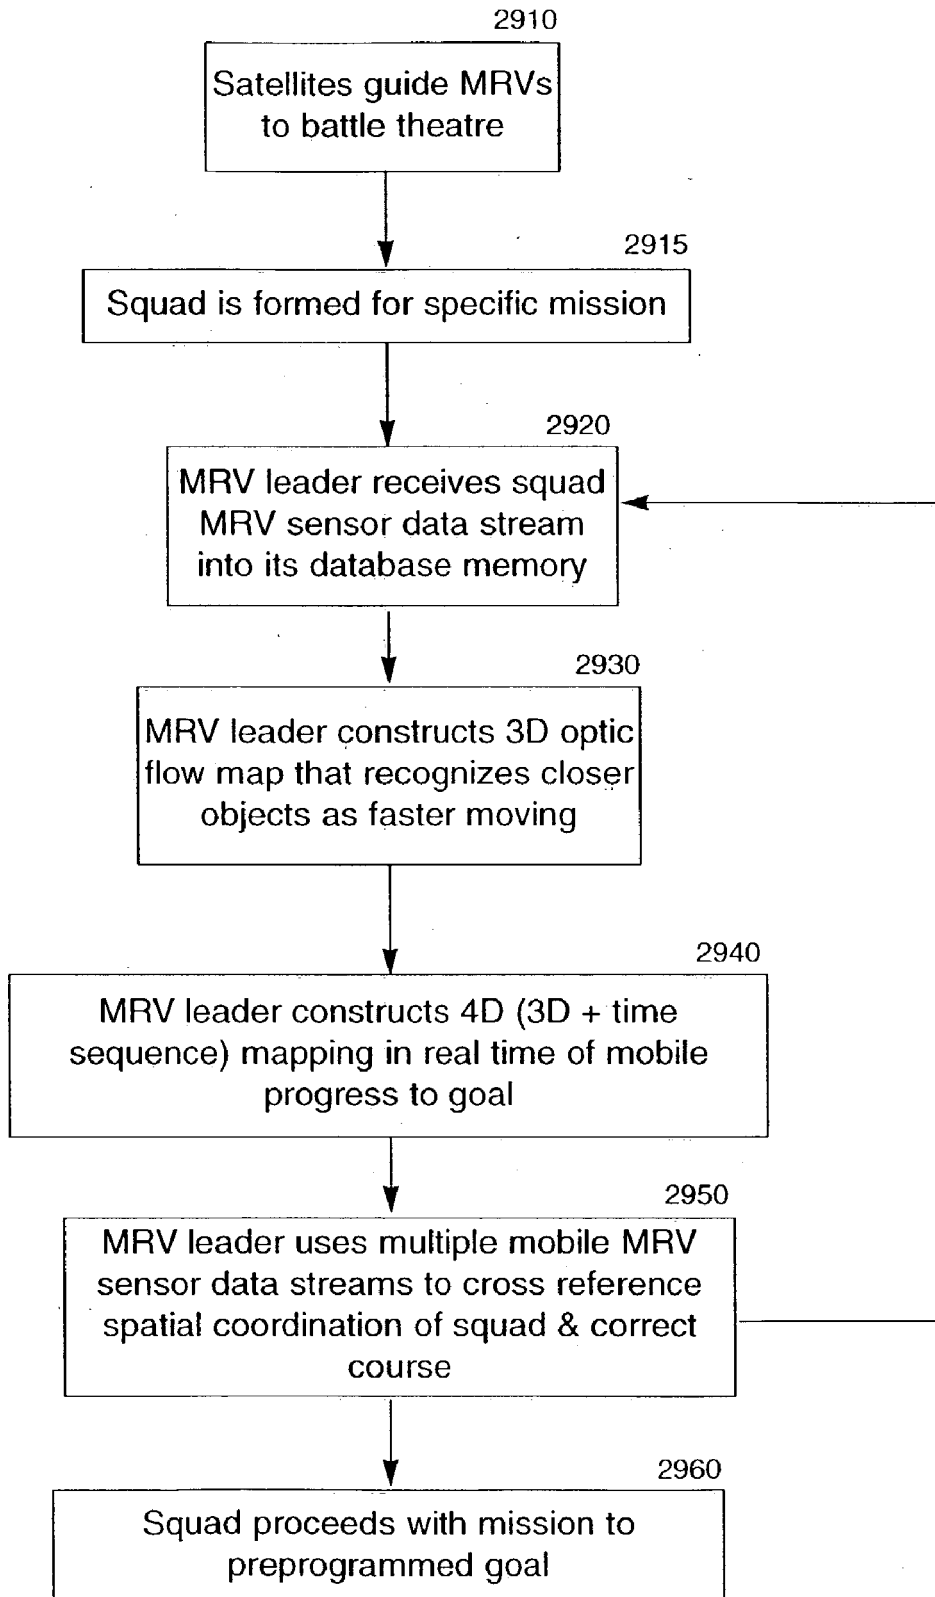 2910
Satellites guide MRVs
to battle theatre
2915
Squad is formed for specific mission
2920
MRV leader receives squad
MRV sensor data stream
into its database memory
2930
MRV leader constructs 3D optic
flow map that recognizes closer
objects as faster moving
2940
MRV leader constructs 4D (3D + time
sequence) mapping in real time of mobile
progress to goal
2950
MRV leader uses multiple mobile MRV
sensor data streams to cross reference
spatial coordination of squad & correct
course
2960
Squad proceeds with mission to
preprogrammed goal